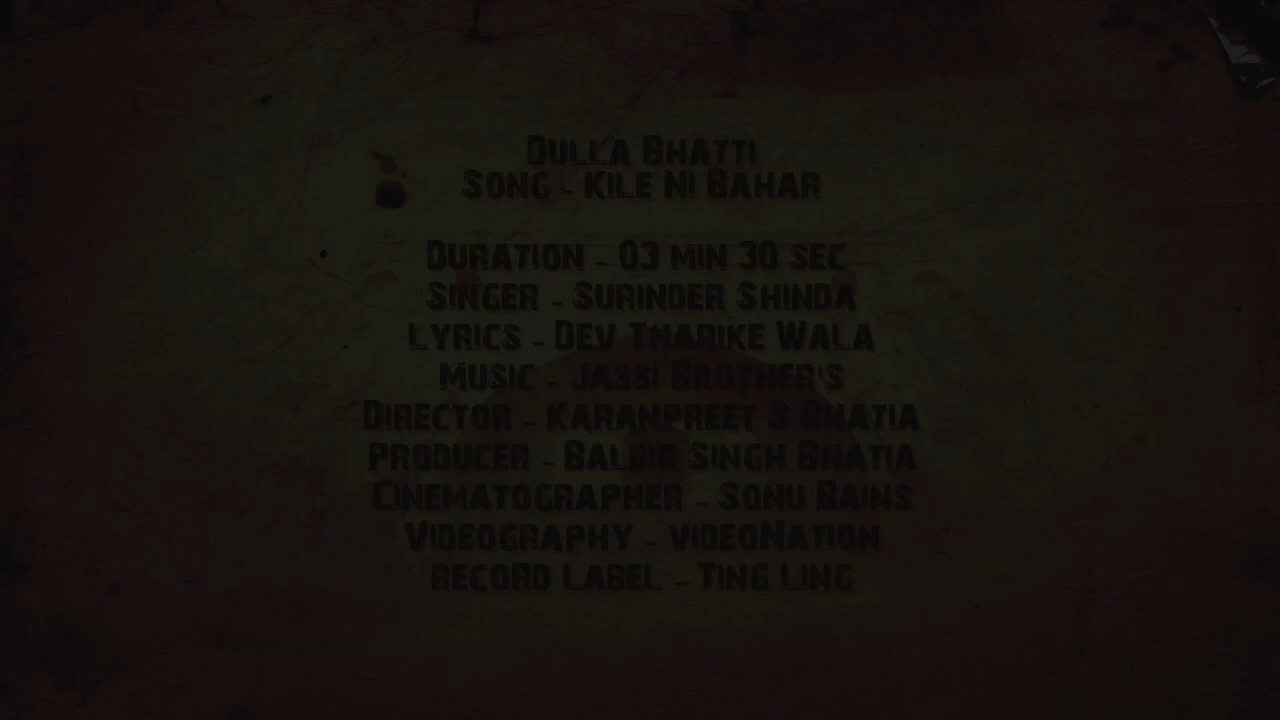 Dulla Bhatti
Song - Kile Ni Bahar
Duration - 03 min 30 sec
Singer - Surinder Shinda
Lyrics - Dev Tharike Wala
Music - Jassi Brother's
Director - Karanpreet S Bhatia
Producer - Balbir Singh Bhatia
Cinematographer - Sonu Bains
Videography - videoNation
Record Label - Ting Ling